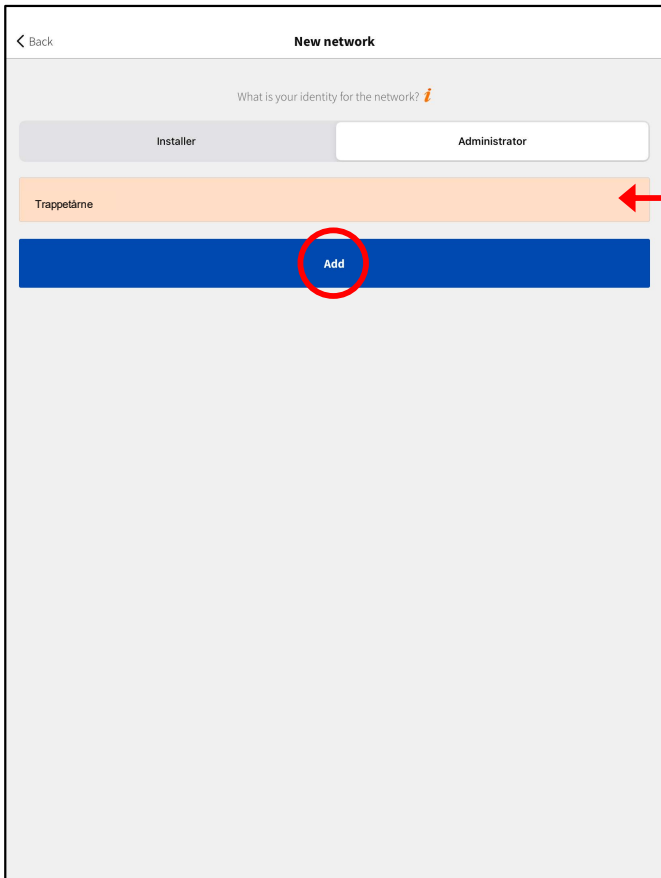 Back
New network
What is your identity for the network? i
Installer
Administrator
Trappetårne
Add